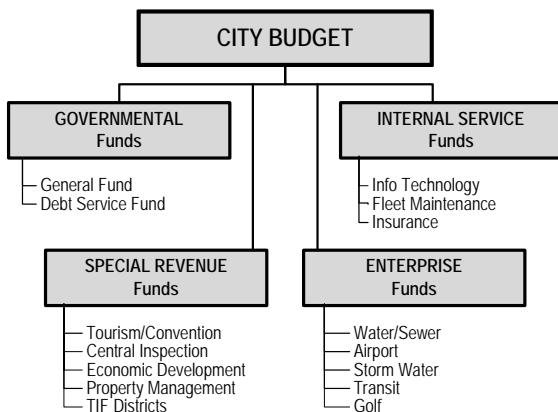 CITY BUDGET
GOVERNMENTAL
Funds
General Fund
Debt Service Fund
INTERNAL SERVICE
Funds
Info Technology
Fleet Maintenance
Insurance
SPECIAL REVENUE
Funds
Tourism/Convention
Central Inspection
Economic Development
Property Management
TIF Districts
ENTERPRISE
Funds
Water/Sewer
Airport
Storm Water
Transit
Golf